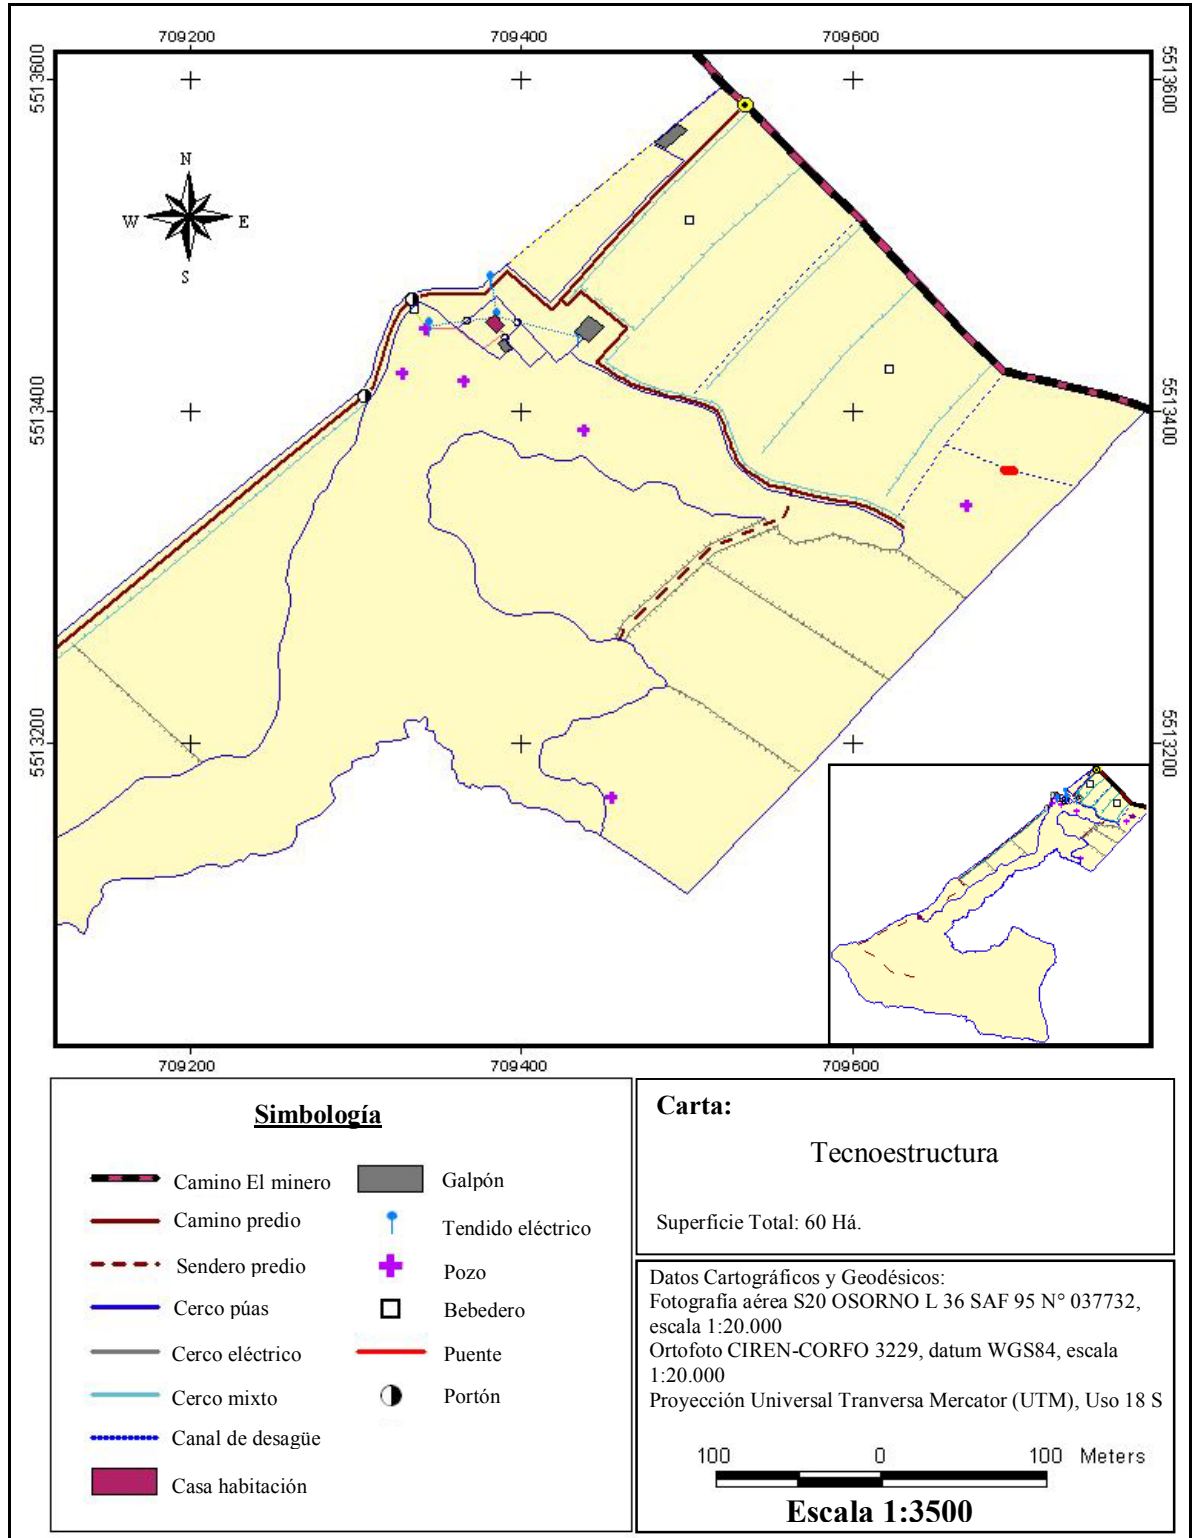 709200 709400 709600
5513600 5513600
N
W E
S
5513400 5513400
5513200 5513200
709200 709400 709600
Simbología
Camino El minero
Camino predio
Sendero predio
Cerco púas
Cerco eléctrico
Cerco mixto
Canal de desagüe
Casa habitación
Galpón
Tendido eléctrico
Pozo
Bebedero
Puente
Portón
Carta:
Tecnoestructura
Superficie Total: 60 Há.
Datos Cartográficos y Geodésicos:
Fotografía aérea S20 OSORNO L 36 SAF 95 N° 037732,
escala 1:20.000
Ortofoto CIREN-CORFO 3229, datum WGS84, escala
1:20.000
Proyección Universal Tranversa Mercator (UTM), Uso 18 S
100 0 100 Meters
Escala 1:3500